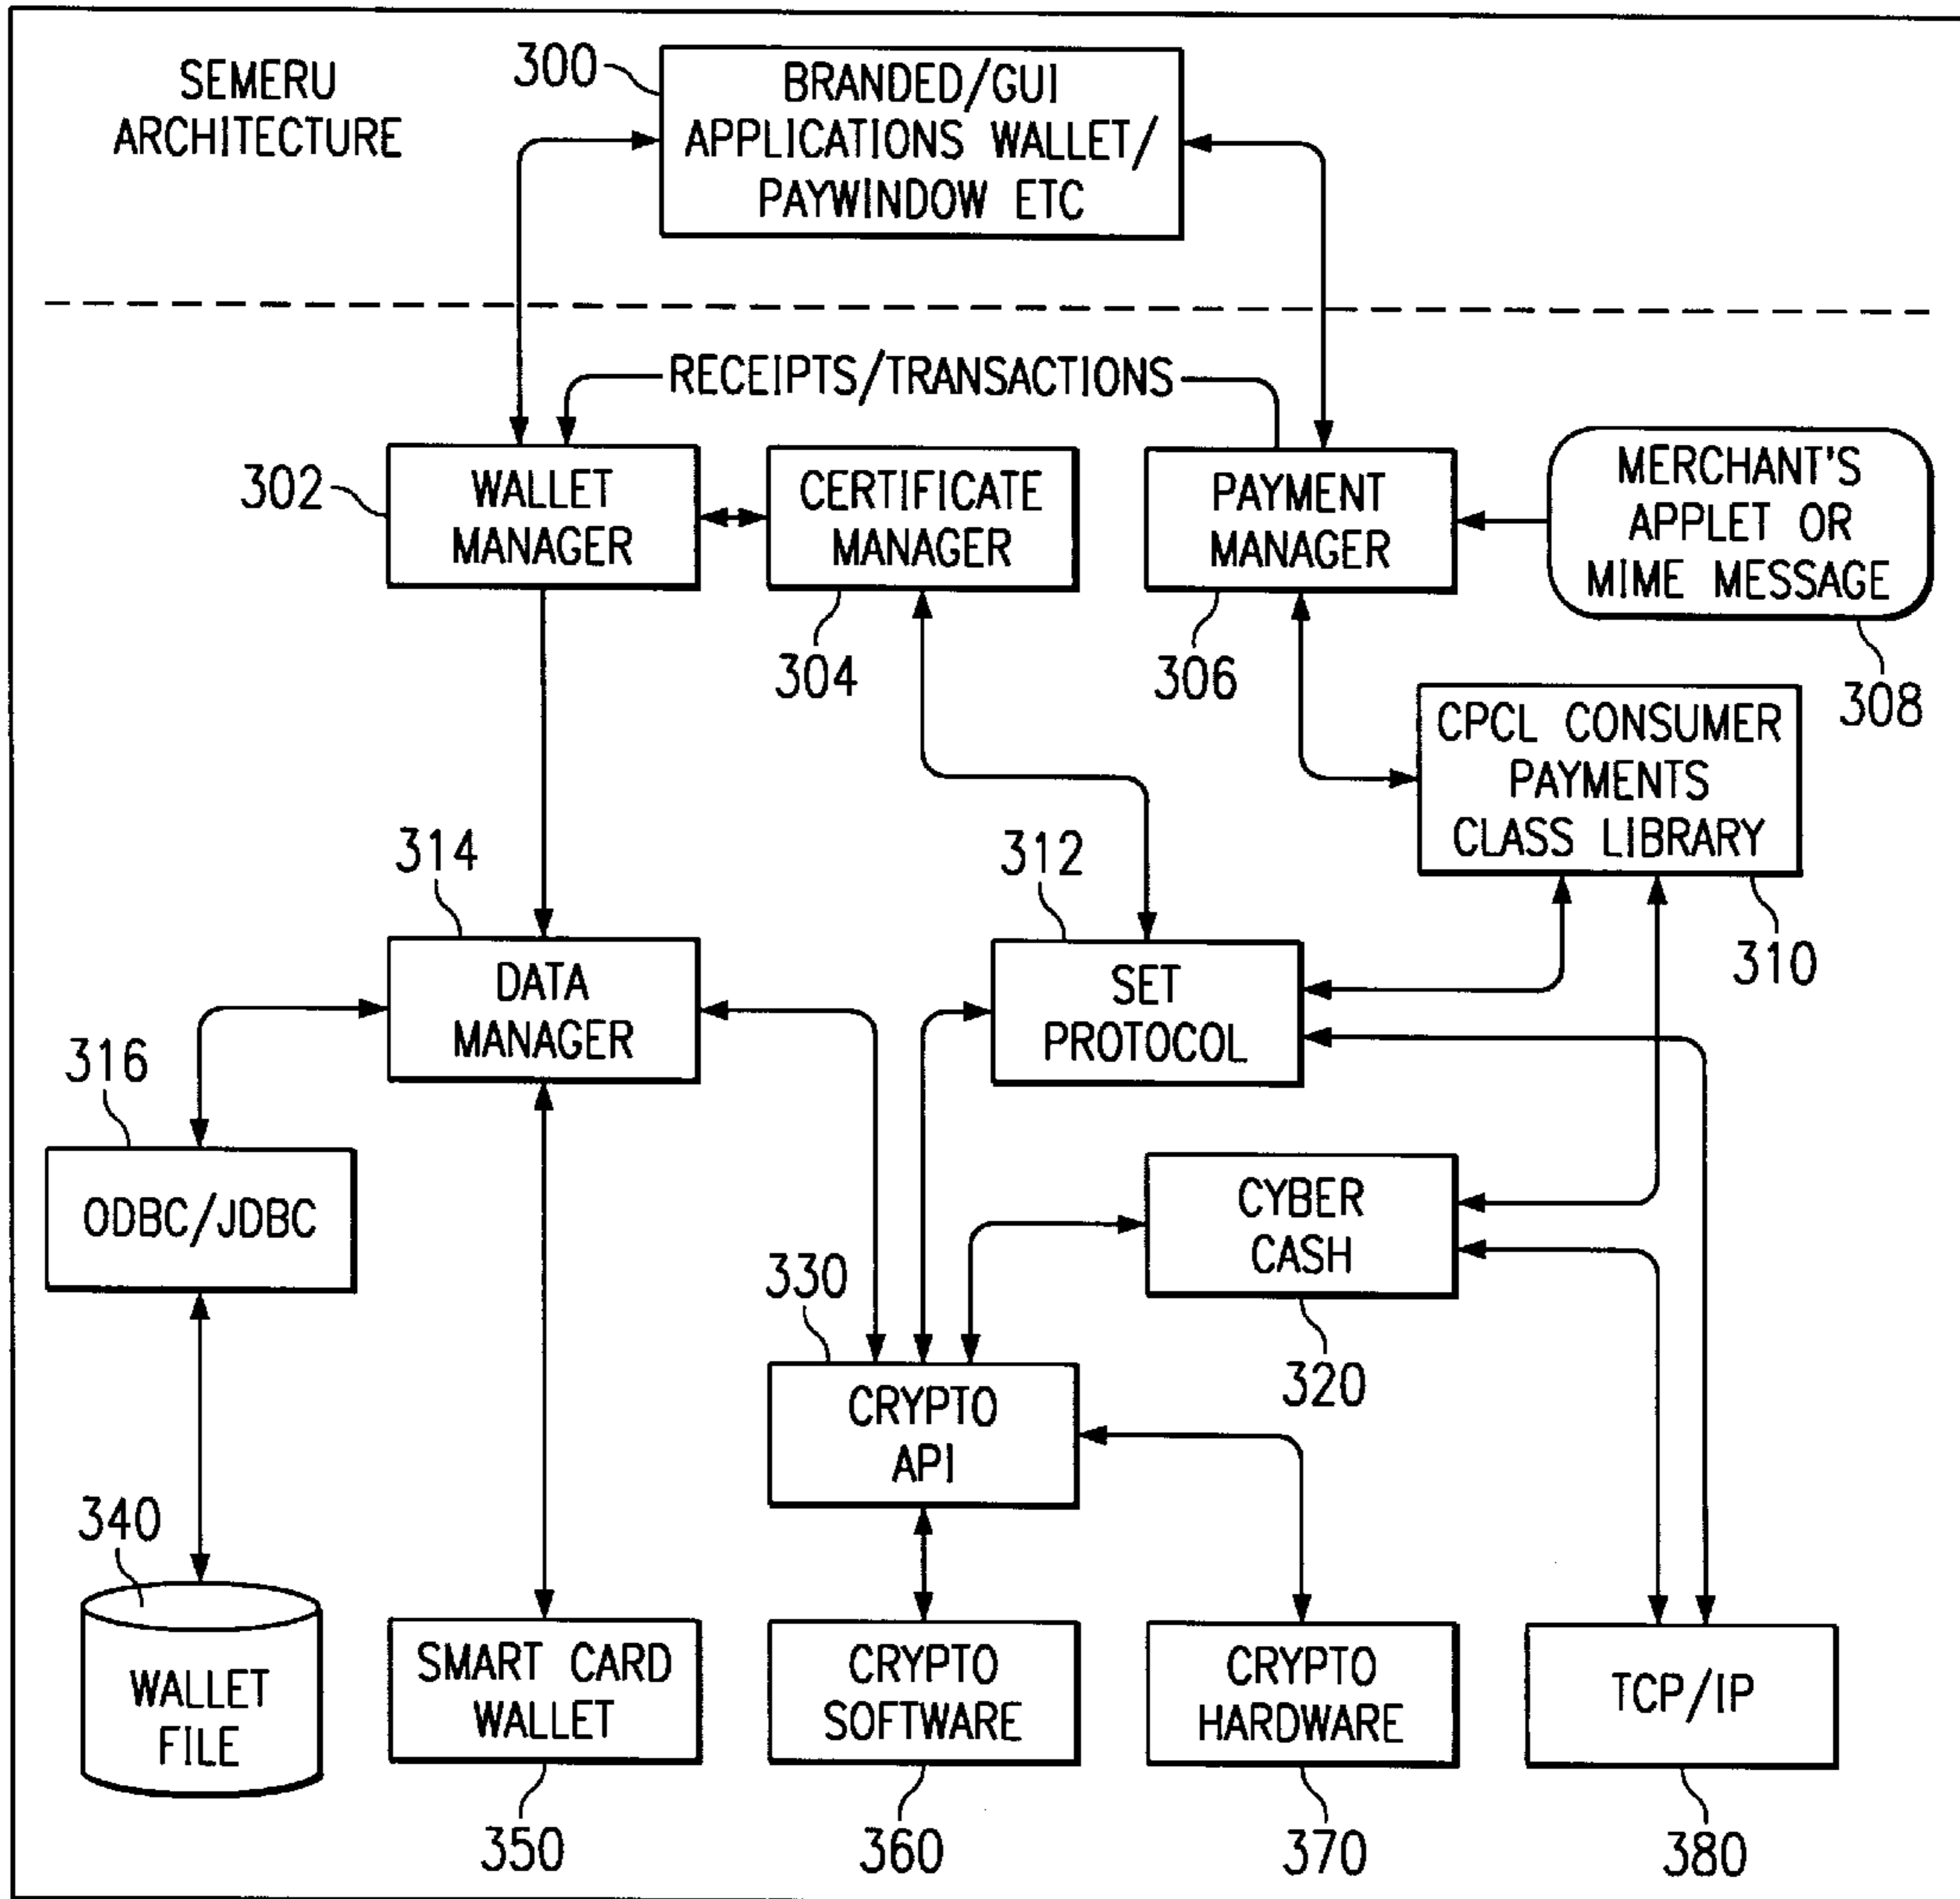 SEMERU
ARCHITECTURE
300
BRANDED/GUI
APPLICATIONS WALLET/
PAYWINDOW ETC
RECEIPTS/TRANSACTIONS
302
WALLET
MANAGER
CERTIFICATE
MANAGER
304
PAYMENT
MANAGER
306
MERCHANT'S
APPLET OR
MIME MESSAGE
308
CPCL CONSUMER
PAYMENTS
CLASS LIBRARY
310
314
DATA
MANAGER
312
SET
PROTOCOL
316
ODBC/JDBC
CYBER
CASH
320
330
CRYPTO
API
340
WALLET
FILE
SMART CARD
WALLET
350
CRYPTO
SOFTWARE
360
CRYPTO
HARDWARE
370
TCP/IP
380